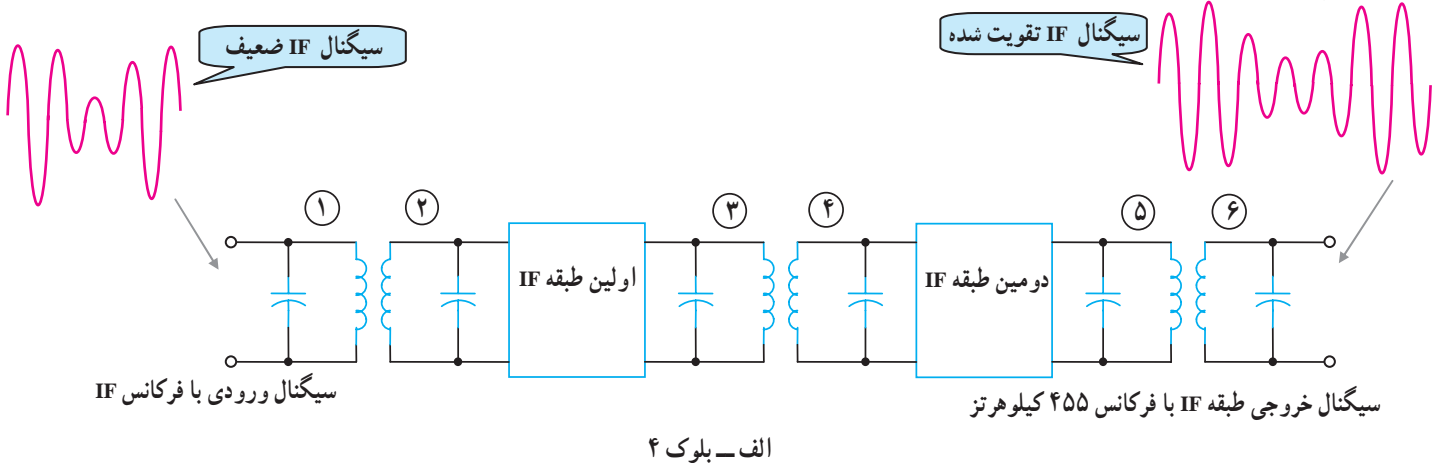 سیگنال IF تقویت شده
سیگنال IF ضعیف
۱
۲
۳
۴
۵
۶
اولین طبقه IF
دومین طبقه IF
سیگنال ورودی با فرکانس IF
سیگنال خروجی طبقه IF با فرکانس ۴۵۵ کیلوهرتز
الف ــ بلوک ۴